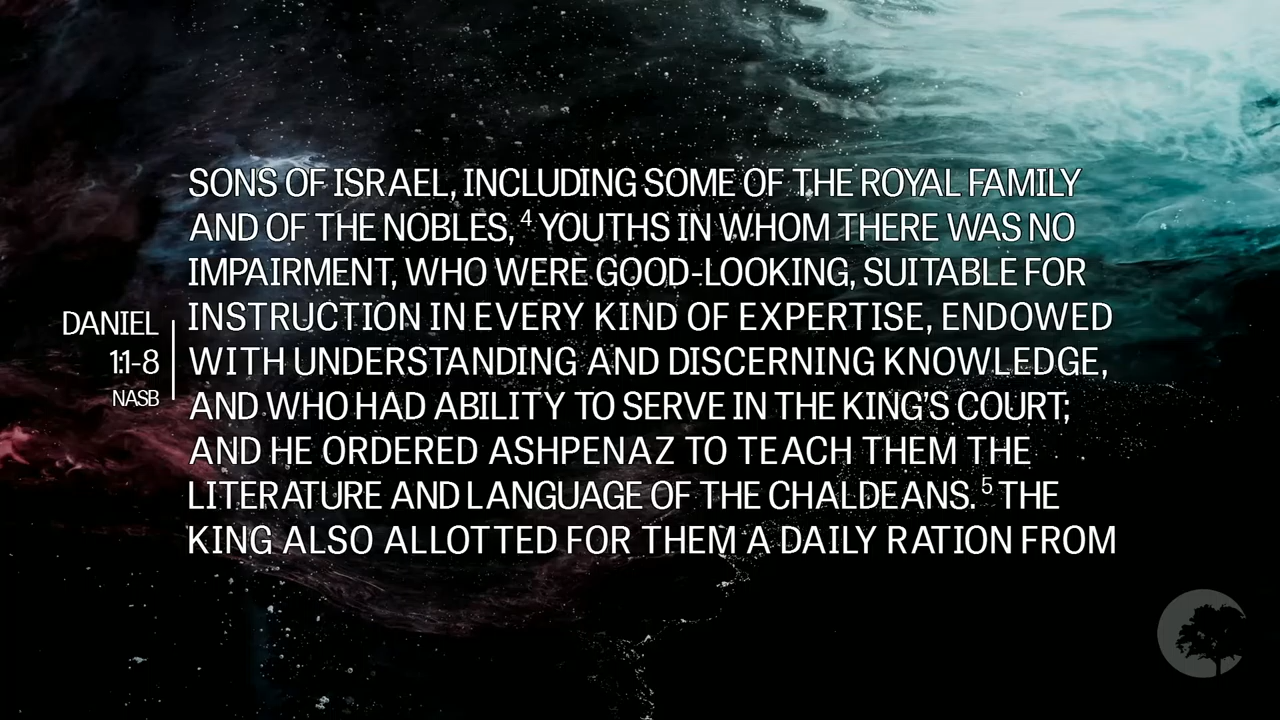 DANIEL
1:1-8
NASB
SONS OF ISRAEL, INCLUDING SOME OF THE ROYAL FAMILY
AND OF THE NOBLES, ⁴ YOUTHS IN WHOM THERE WAS NO
IMPAIRMENT, WHO WERE GOOD-LOOKING, SUITABLE FOR
INSTRUCTION IN EVERY KIND OF EXPERTISE, ENDOWED
WITH UNDERSTANDING AND DISCERNING KNOWLEDGE,
AND WHO HAD ABILITY TO SERVE IN THE KING'S COURT;
AND HE ORDERED ASHPENAZ TO TEACH THEM THE
LITERATURE AND LANGUAGE OF THE CHALDEANS. ⁵ THE
KING ALSO ALLOTTED FOR THEM A DAILY RATION FROM